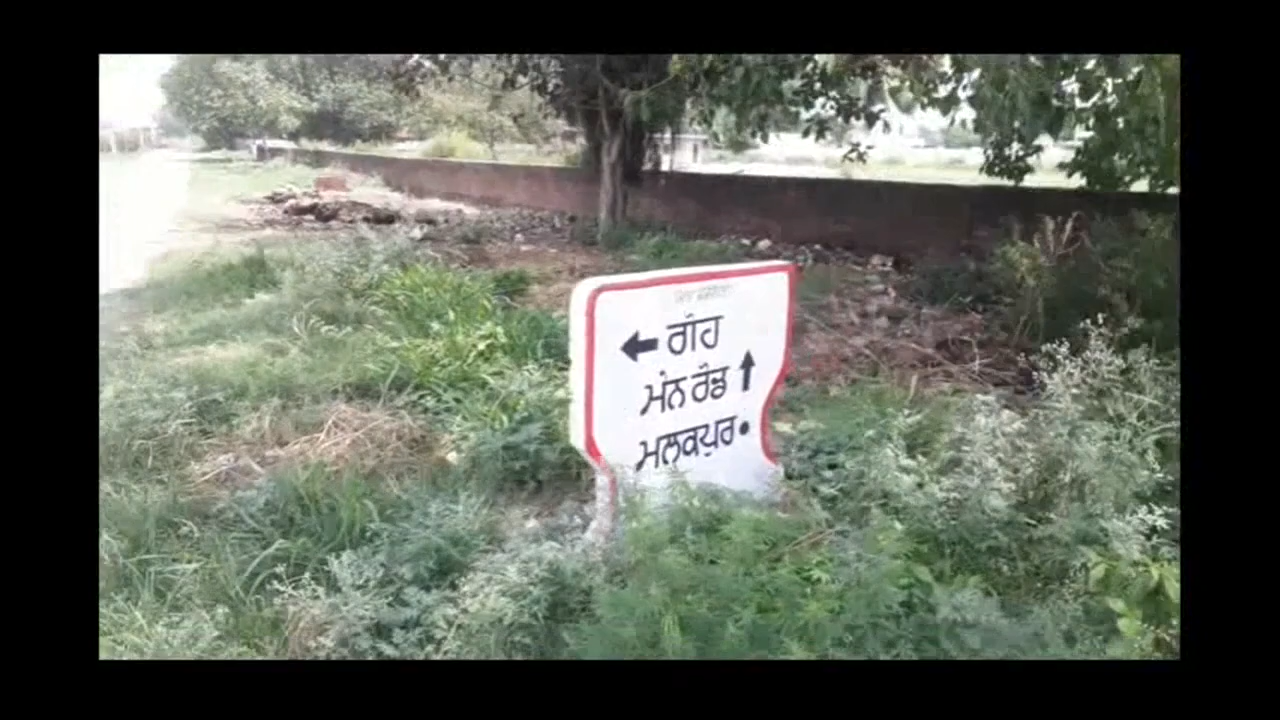 ← ਗੱਹ
ਮੇਨ ਰੋਡ ↑
ਮਲਕਪੁਰ •